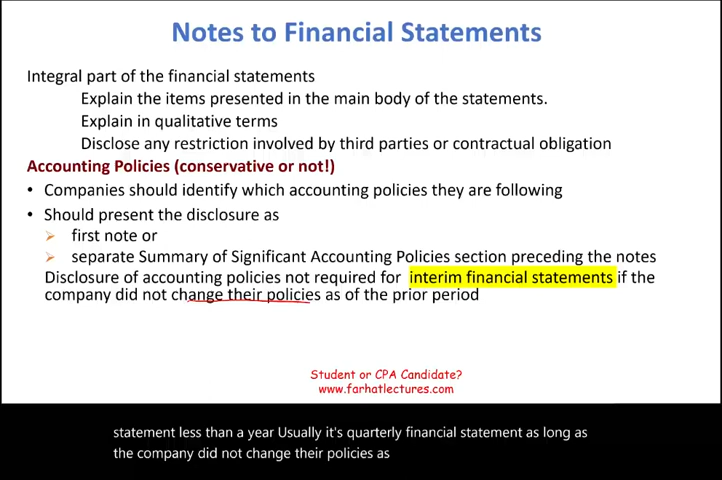 Notes to Financial Statements
Integral part of the financial statements
Explain the items presented in the main body of the statements.
Explain in qualitative terms
Disclose any restriction involved by third parties or contractual obligation
Accounting Policies (conservative or not!)
• Companies should identify which accounting policies they are following
• Should present the disclosure as
➢ first note or
➢ separate Summary of Significant Accounting Policies section preceding the notes
Disclosure of accounting policies not required for interim financial statements if the
company did not change their policies as of the prior period
Student or CPA Candidate?
www.farhatlectures.com
statement less than a year Usually it's quarterly financial statement as long as
the company did not change their policies as